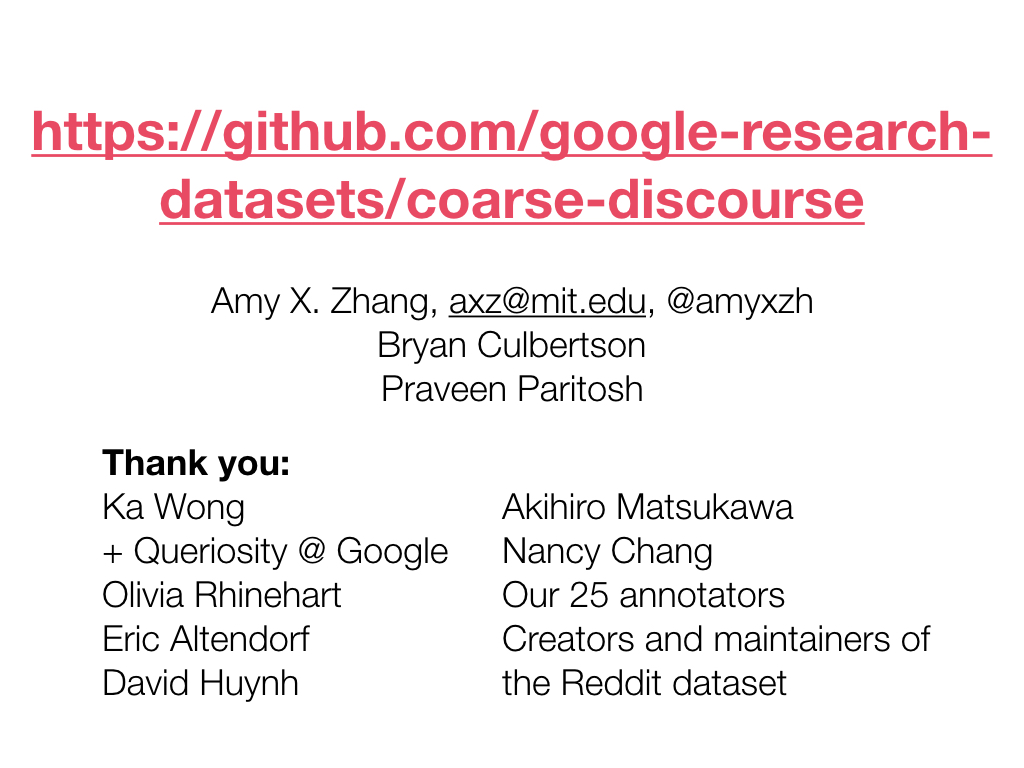 https://github.com/google-research-
datasets/coarse-discourse
Amy X. Zhang, axz@mit.edu, @amyxzh
Bryan Culbertson
Praveen Paritosh
Thank you:
Ka Wong
+ Queriosity @ Google
Olivia Rhinehart
Eric Altendorf
David Huynh
Akihiro Matsukawa
Nancy Chang
Our 25 annotators
Creators and maintainers of
the Reddit dataset